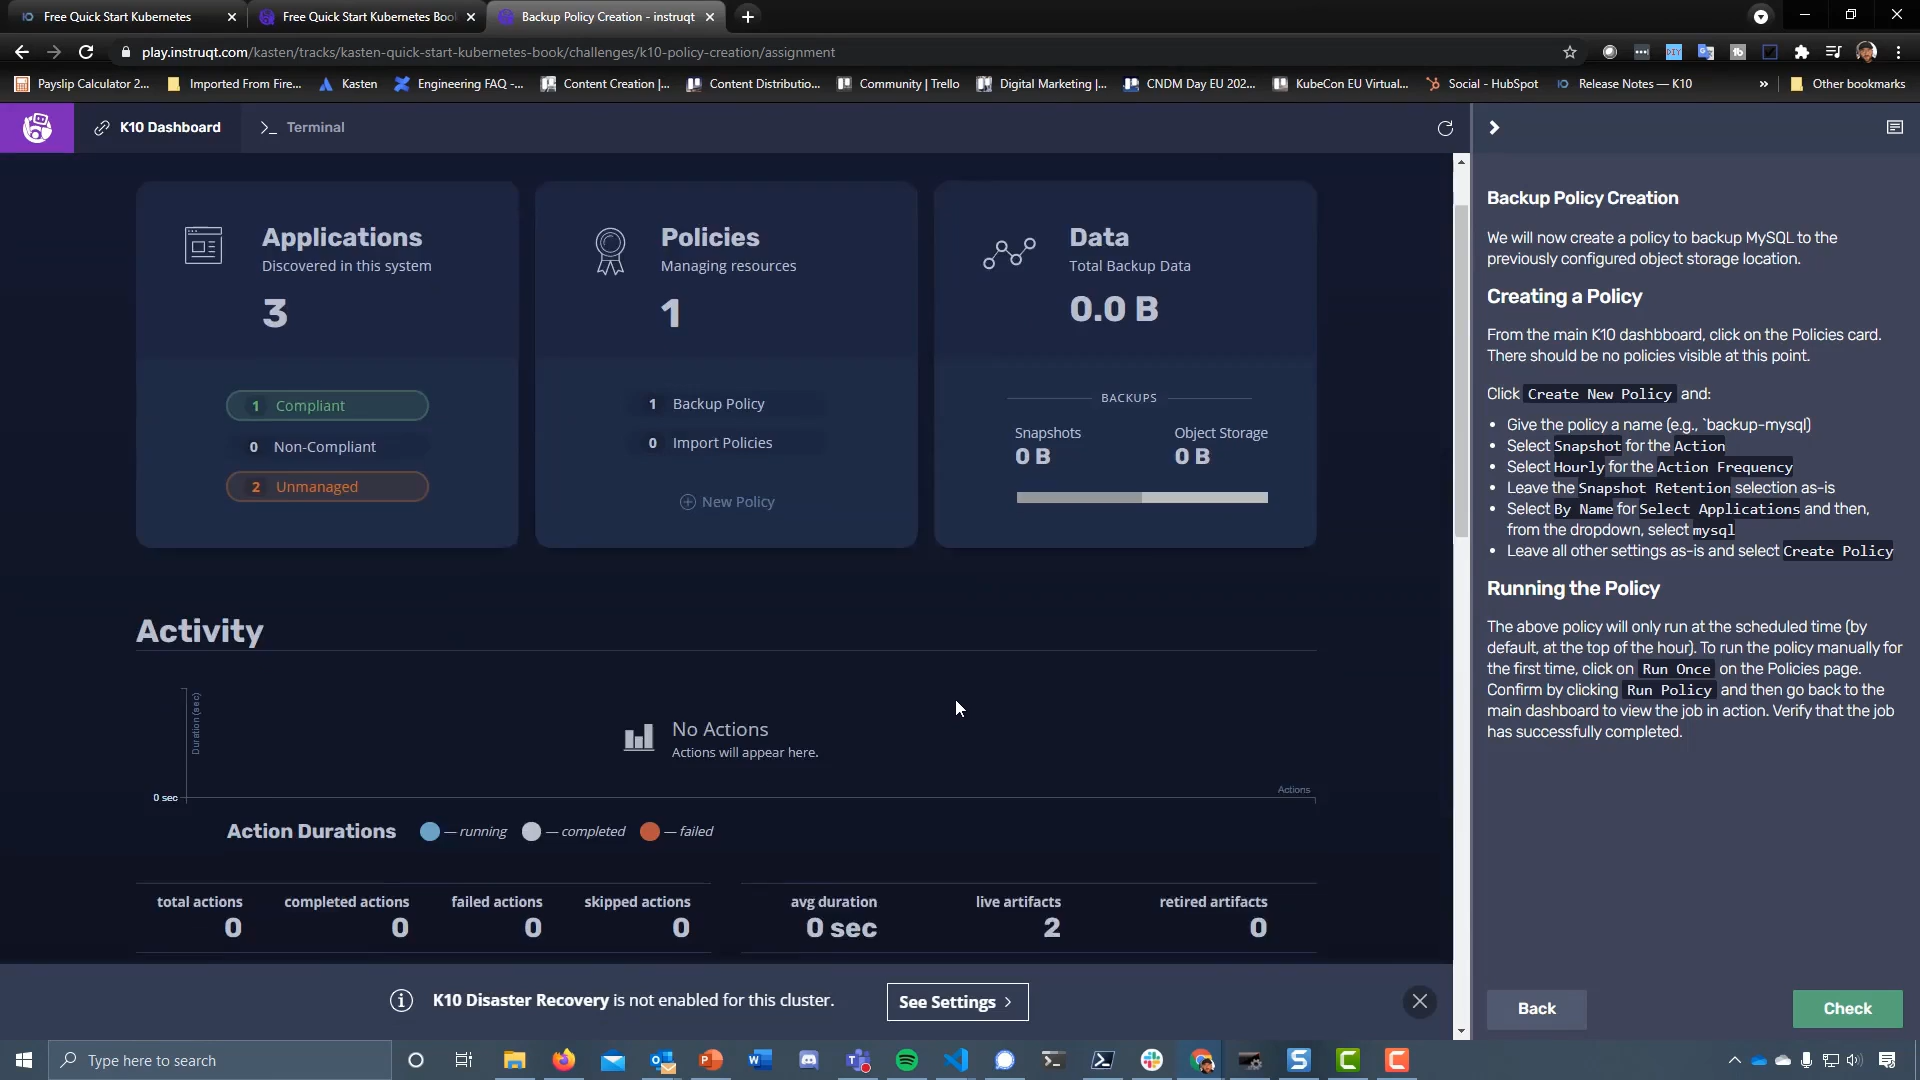 Free Quick Start Kubernetes
Free Quick Start Kubernetes Boo
Backup Policy Creation - instruqt
play.instruqt.com/kasten/tracks/kasten-quick-start-kubernetes-book/challenges/k10-policy-creation/assignment
Payslip Calculator 2...
Imported From Fire...
Kasten
Engineering FAQ -...
Content Creation |...
Content Distributio...
Community | Trello
Digital Marketing |...
CNDM Day EU 202...
KubeCon EU Virtual...
Social - HubSpot
Release Notes — K10
»
Other bookmarks
K10 Dashboard
>_ Terminal
Applications
Discovered in this system
3
1 Compliant
0 Non-Compliant
2 Unmanaged
Policies
Managing resources
1
1 Backup Policy
0 Import Policies
New Policy
Data
Total Backup Data
0.0 B
BACKUPS
Snapshots
0 B
Object Storage
0 B
Activity
Duration (sec)
No Actions
Actions will appear here.
0 sec
Actions
Action Durations
— running
— completed
— failed
total actions
0
completed actions
0
failed actions
0
skipped actions
0
avg duration
0 sec
live artifacts
2
retired artifacts
0
K10 Disaster Recovery is not enabled for this cluster.
See Settings >
Backup Policy Creation
We will now create a policy to backup MySQL to the
previously configured object storage location.
Creating a Policy
From the main K10 dashbboard, click on the Policies card.
There should be no policies visible at this point.
Click Create New Policy and:
• Give the policy a name (e.g., `backup-mysql)
• Select Snapshot for the Action
• Select Hourly for the Action Frequency
• Leave the Snapshot Retention selection as-is
• Select By Name for Select Applications and then,
from the dropdown, select mysql
• Leave all other settings as-is and select Create Policy
Running the Policy
The above policy will only run at the scheduled time (by
default, at the top of the hour). To run the policy manually for
the first time, click on Run Once on the Policies page.
Confirm by clicking Run Policy and then go back to the
main dashboard to view the job in action. Verify that the job
has successfully completed.
Back
Check
Type here to search